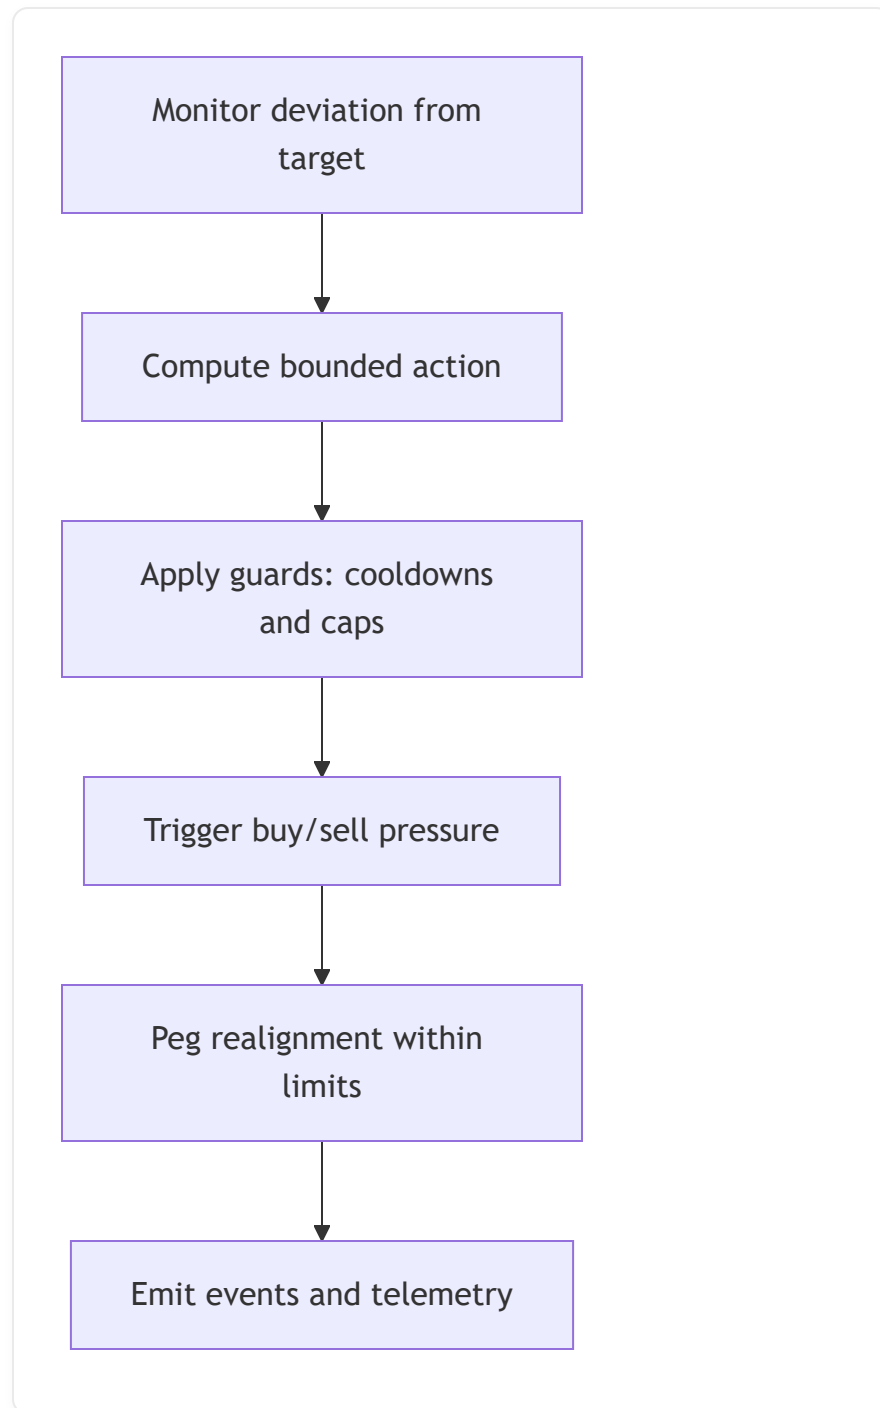 Monitor deviation from
target
Compute bounded action
Apply guards: cooldowns
and caps
Trigger buy/sell pressure
Peg realignment within
limits
Emit events and telemetry